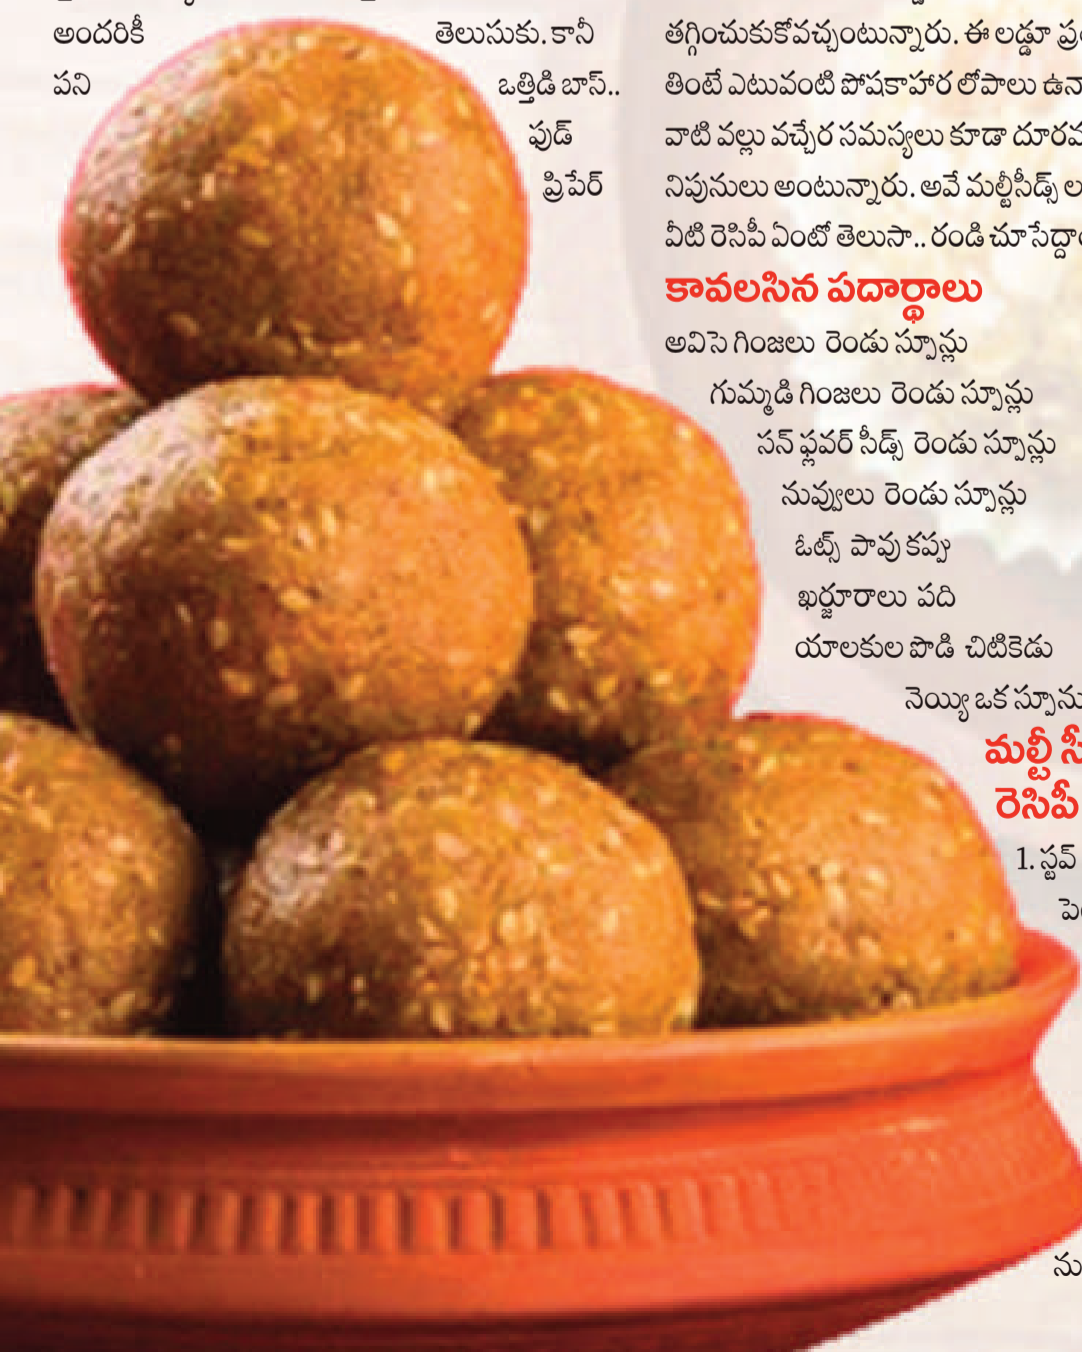 అందరికీ తెలుసుకు. కానీ
పని ఒత్తిడి బాస్..
ఫుడ్
ప్రిపేర్
తగ్గించుకుకోవచ్చంటున్నారు. ఈ లడ్డూ
తింటే ఎటువంటి పోషకాహార లోపాలు
వాటి వల్లు వచ్చేర సమస్యలు కూడా
నిపునులు అంటున్నారు. అవే మల్టీసీడ్స్
వీటి రెసిపీ ఏంటో తెలుసా.. రండి
కావలసిన పదార్థాలు
అవిసె గింజలు రెండు స్పూన్లు
గుమ్మడి గింజలు రెండు స్పూన్లు
సన్ ఫ్లవర్ సీడ్స్ రెండు స్పూన్లు
నువ్వులు రెండు స్పూన్లు
ఓట్స్ పావు కప్పు
ఖర్జూరాలు పది
యాలకుల పొడి చిటికెడు
నెయ్యి ఒక స్పూను
మల్టీ
రెసిపీ
1. స్టవ్